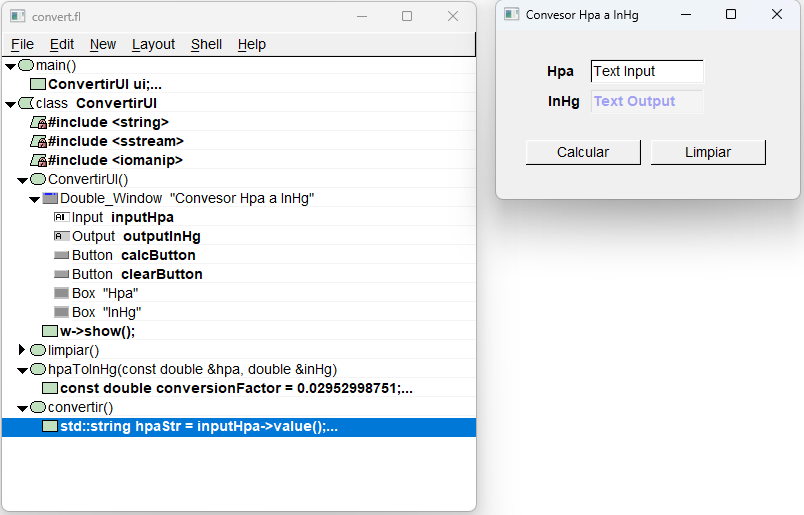 convert.fl
File Edit New Layout Shell Help
main()
ConvertirUI ui;...
class ConvertirUI
#include <string>
#include <sstream>
#include <iomanip>
ConvertirUI()
Double_Window "Convesor Hpa a InHg"
Input inputHpa
Output outputInHg
Button calcButton
Button clearButton
Box "Hpa"
Box "InHg"
w->show();
limpiar()
hpaToInHg(const double &hpa, double &inHg)
const double conversionFactor = 0.02952998751;...
convertir()
std::string hpaStr = inputHpa->value();...
Convesor Hpa a InHg
Hpa Text Input
InHg Text Output
Calcular Limpiar